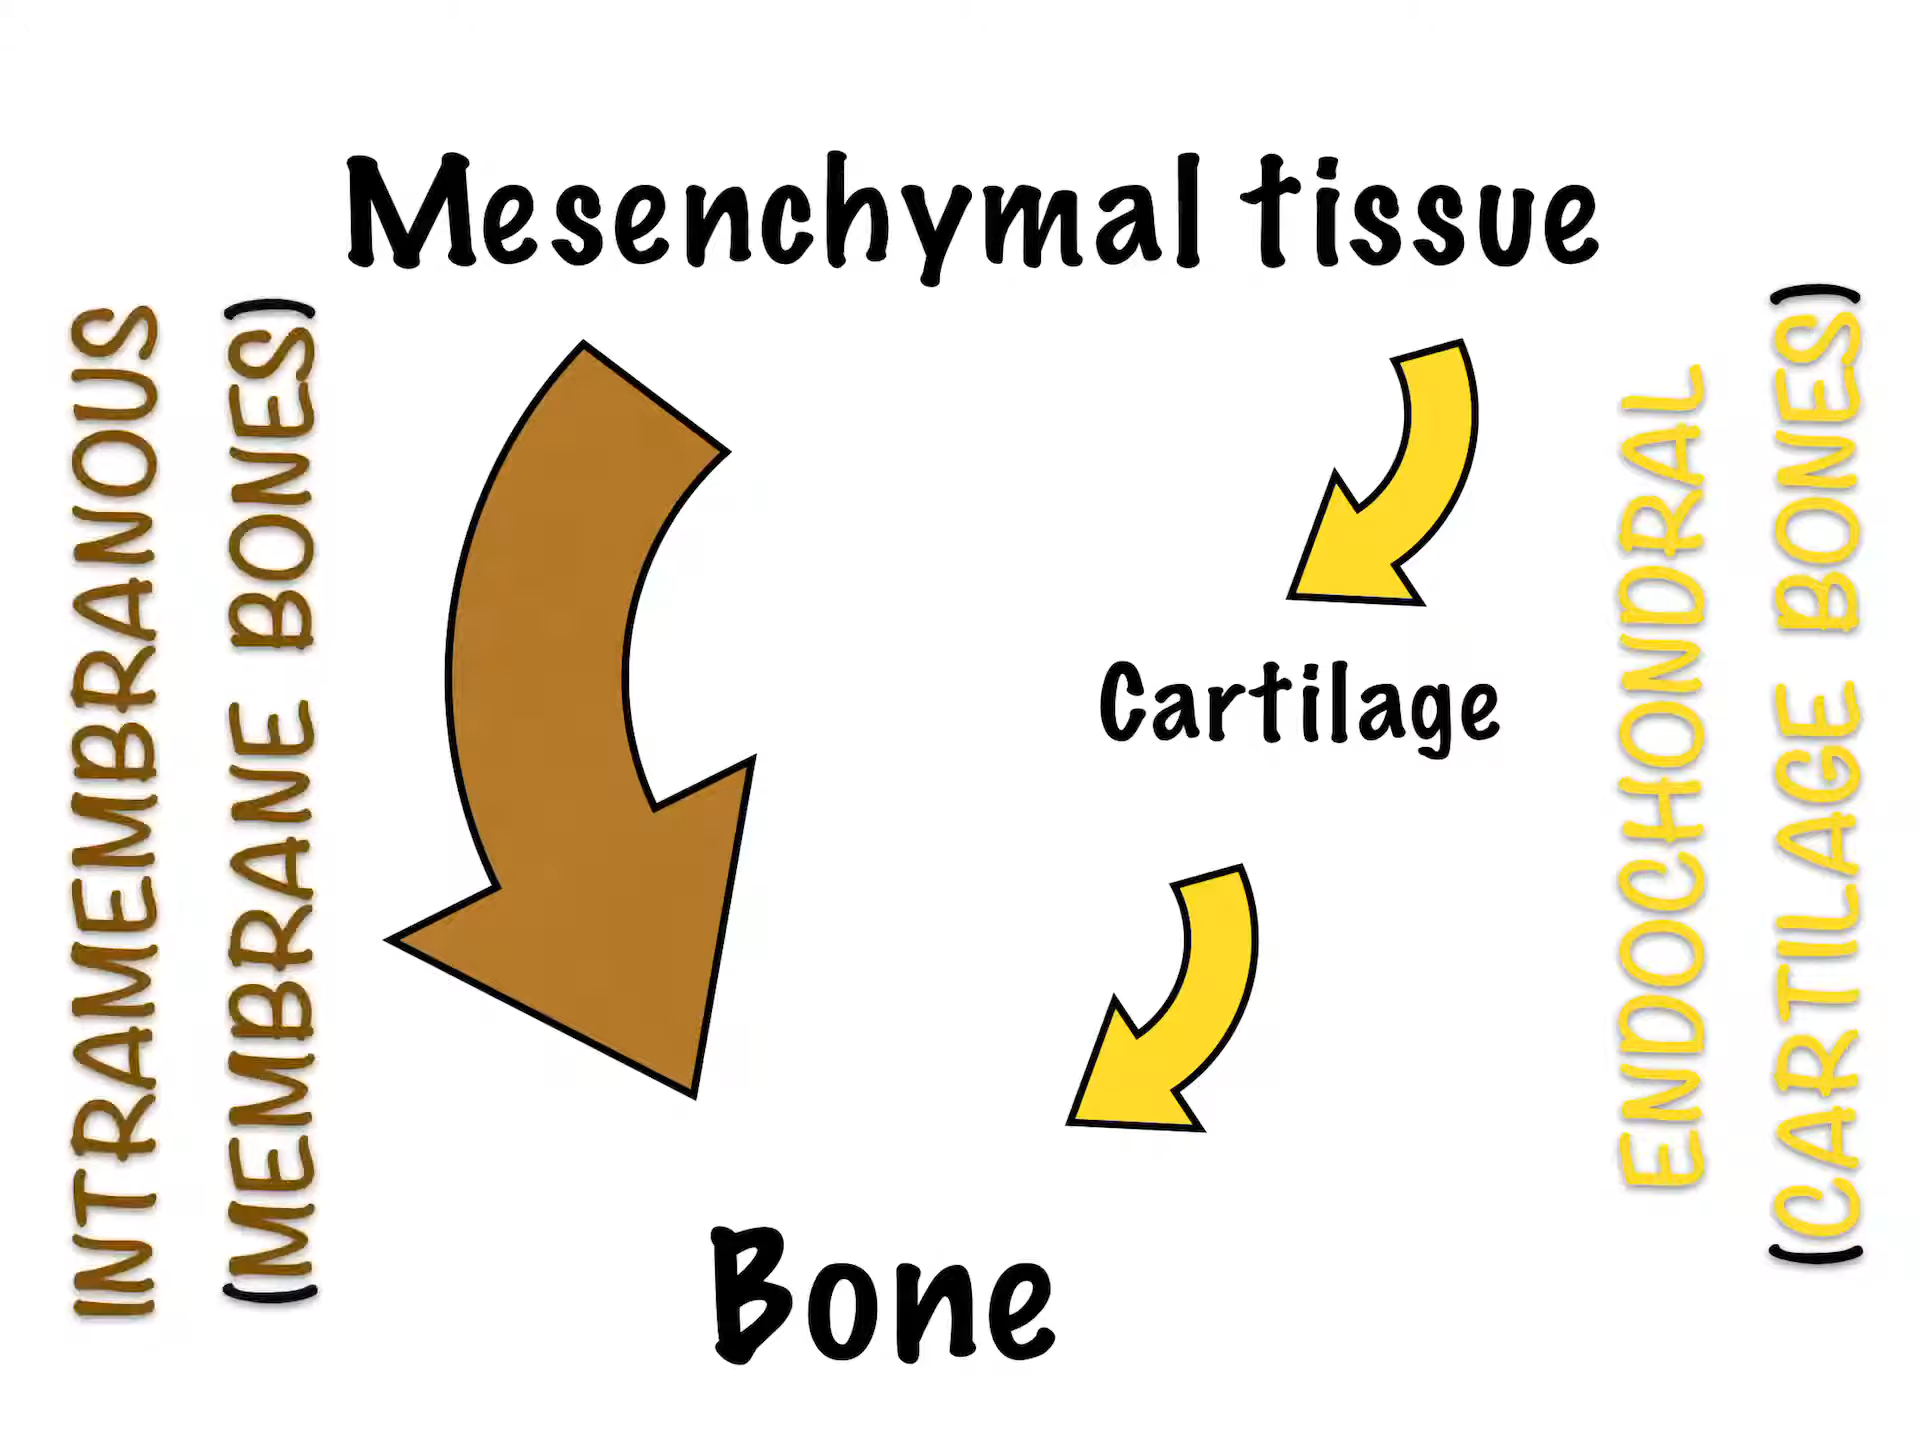 Mesenchymal tissue
INTRAMEMBRANOUS
(MEMBRANE BONES)
Cartilage
ENDOCHONDRAL
(CARTILAGE BONES)
Bone